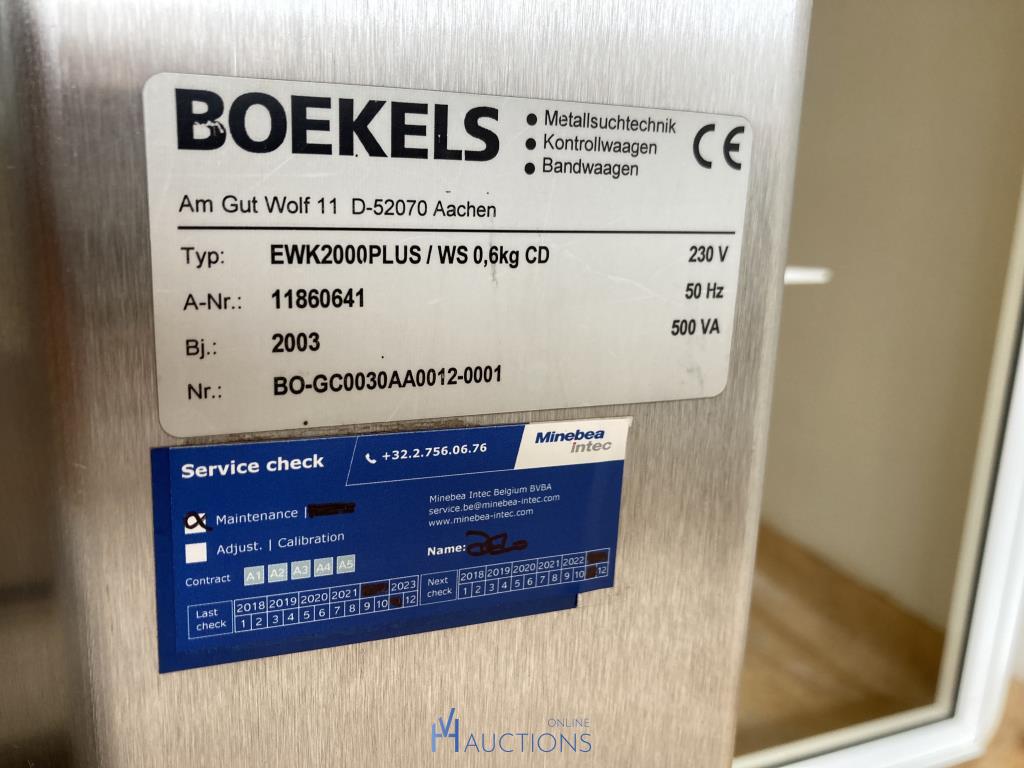 BOEKELS
• Metallsuchtechnik
• Kontrollwaagen
• Bandwaagen
CE
Am Gut Wolf 11 D-52070 Aachen
Typ: EWK2000PLUS / WS 0,6kg CD 230 V
A-Nr.: 11860641 50 Hz
Bj.: 2003 500 VA
Nr.: BO-GC0030AA0012-0001
Service check
+32.2.756.06.76
Minebea
intec
Maintenance |
Adjust. | Calibration
Minebea Intec Belgium BVBA
service.be@minebea-intec.com
www.minebea-intec.com
Name:
Contract A1 A2 A3 A4 A5
Last check
2018 2019 2020 2021 2023
1 2 3 4 5 6 7 8 9 10 12
Next check
2018 2019 2020 2021 2022
1 2 3 4 5 6 7 8 9 10 12
HV ONLINE
AUCTIONS